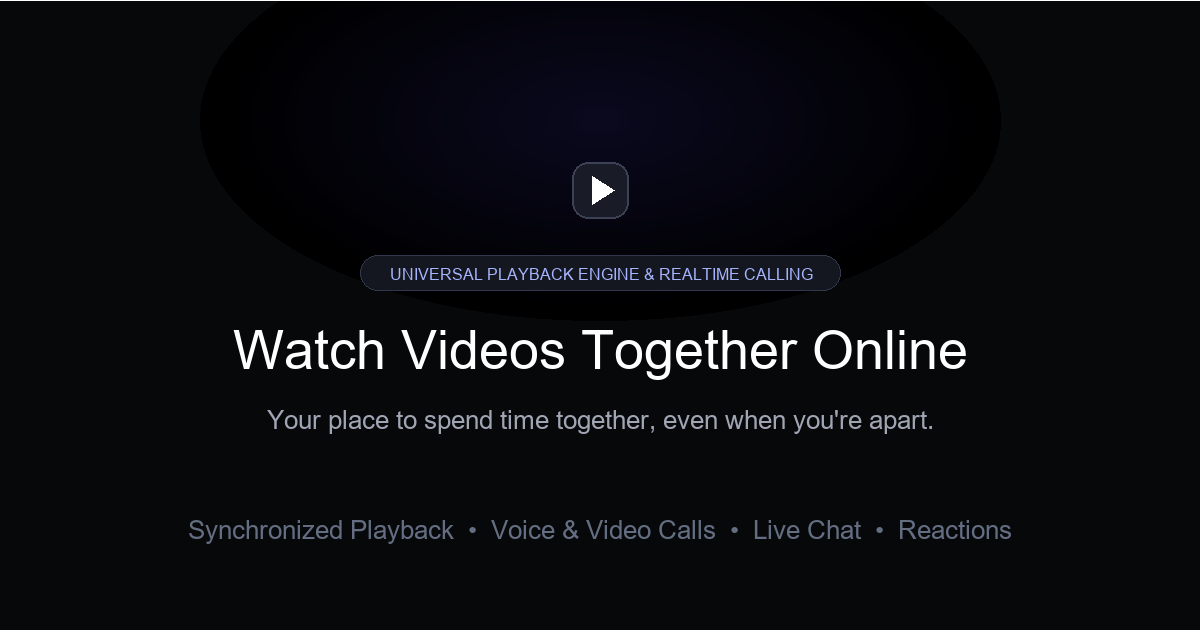 UNIVERSAL PLAYBACK ENGINE & REALTIME CALLING
Watch Videos Together Online
Your place to spend time together, even when you're apart.
Synchronized Playback • Voice & Video Calls • Live Chat • Reactions